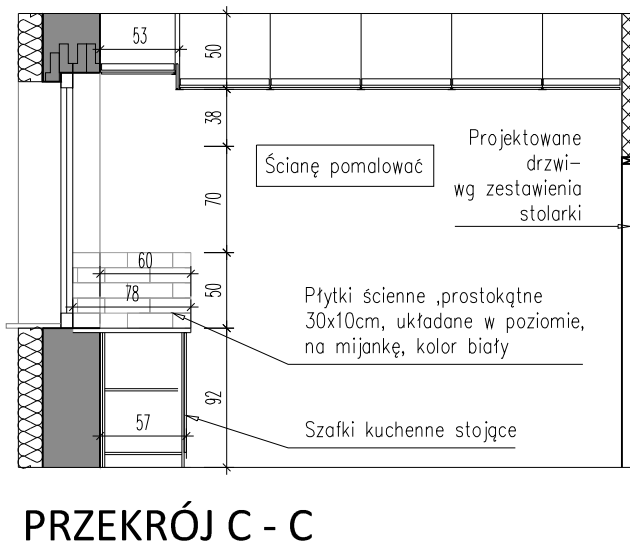 53
50
38
Ścianę pomalować
Projektowane
drzwi-
wg zestawienia
stolarki
70
60
78
50
Płytki ścienne ,prostokątne
30x10cm, układane w poziomie,
na mijankę, kolor biały
92
57
Szafki kuchenne stojące
PRZEKRÓJ C - C